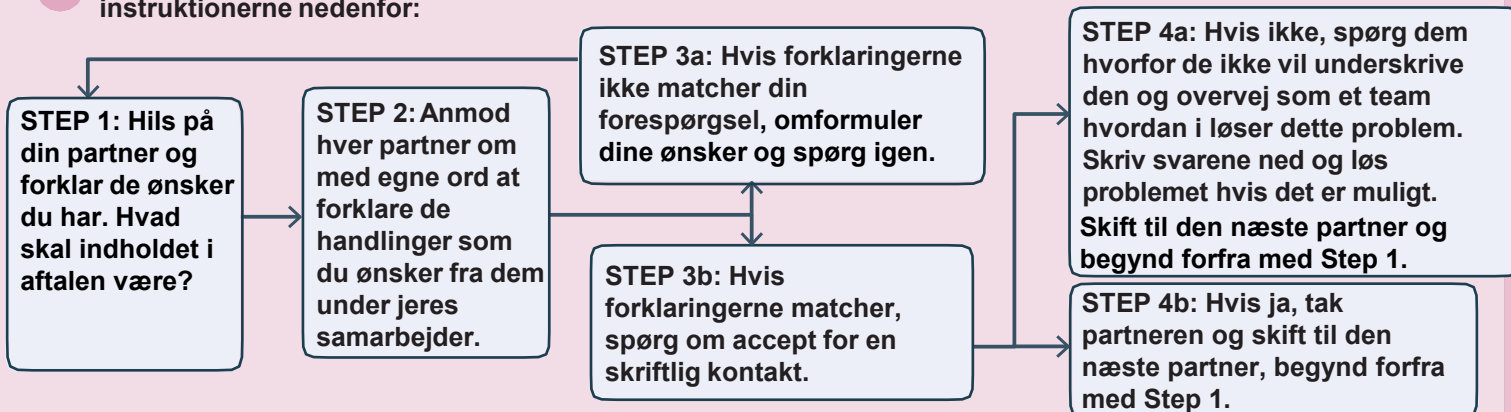 instruktionerne nedenfor:
STEP 1: Hils på
din partner og
forklar de ønsker
du har. Hvad
skal indholdet i
aftalen være?
STEP 2: Anmod
hver partner om
med egne ord at
forklare de
handlinger som
du ønsker fra dem
under jeres
samarbejder.
STEP 3a: Hvis forklaringerne
ikke matcher din
forespørgsel, omformuler
dine ønsker og spørg igen.
STEP 3b: Hvis
forklaringerne matcher,
spørg om accept for en
skriftlig kontakt.
STEP 4a: Hvis ikke, spørg dem
hvorfor de ikke vil underskrive
den og overvej som et team
hvordan i løser dette problem.
Skriv svarene ned og løs
problemet hvis det er muligt.
Skift til den næste partner og
begynd forfra med Step 1.
STEP 4b: Hvis ja, tak
partneren og skift til den
næste partner, begynd forfra
med Step 1.